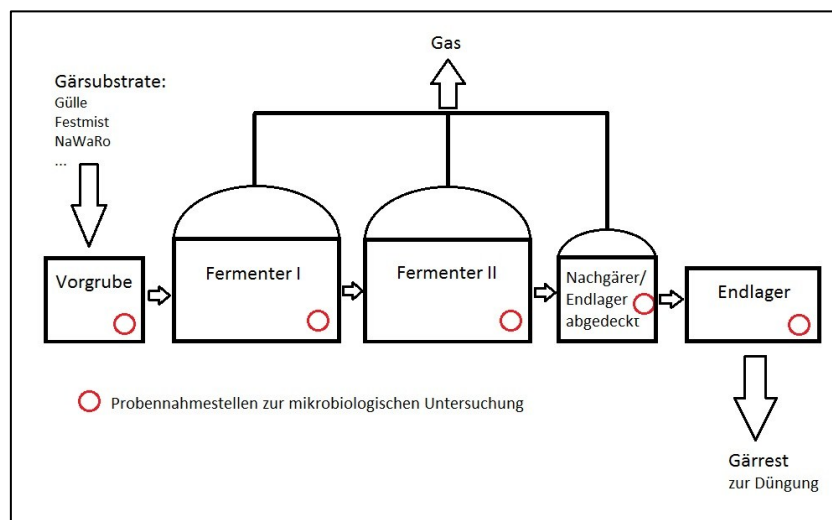 Gas
Gärsubstrate:
Gülle
Festmist
NaWaRo
...
Vorgrube
Fermenter I
Fermenter II
Nachgärer/
Endlager
abgedeckt
Endlager
Probennahmestellen zur mikrobiologischen Untersuchung
Gärrest
zur Düngung